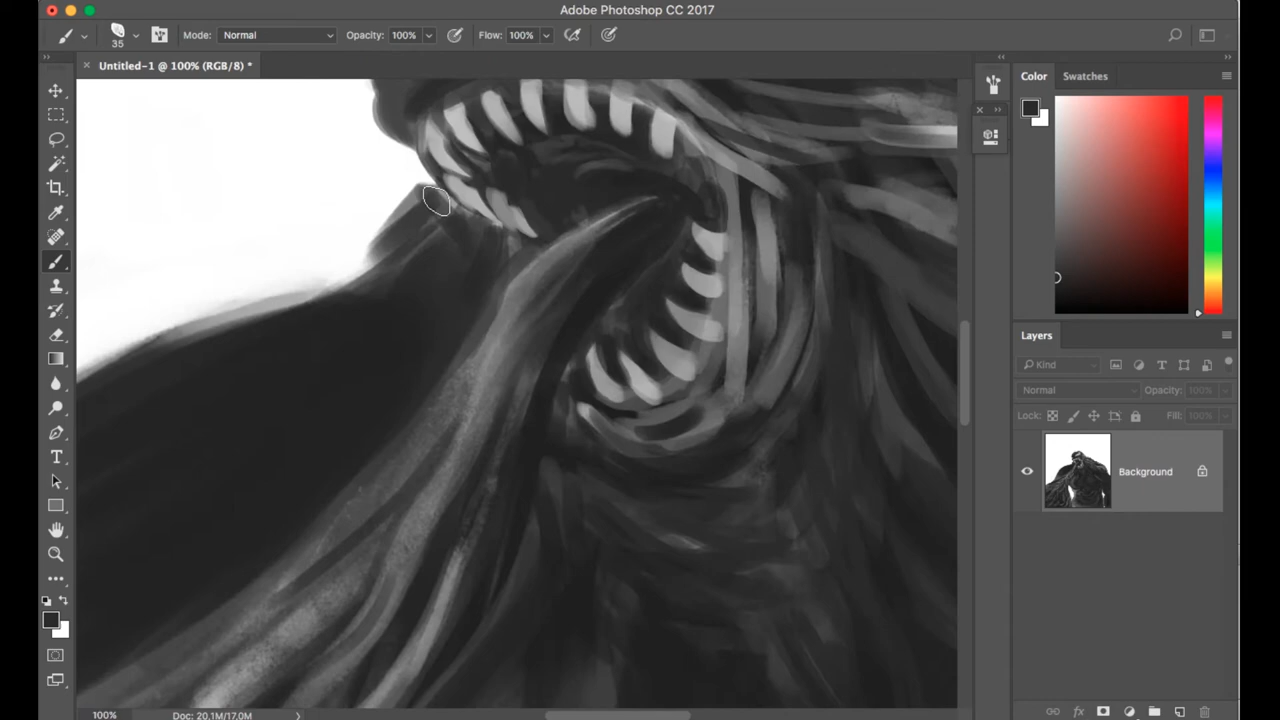 Adobe Photoshop CC 2017
35
Mode: Normal Opacity: 100% Flow: 100%
× Untitled-1 @ 100% (RGB/8) *
Color Swatches
Layers
Kind
Normal Opacity: 100%
Lock: Fill: 100%
Background
100% Doc: 20.1M/17.0M